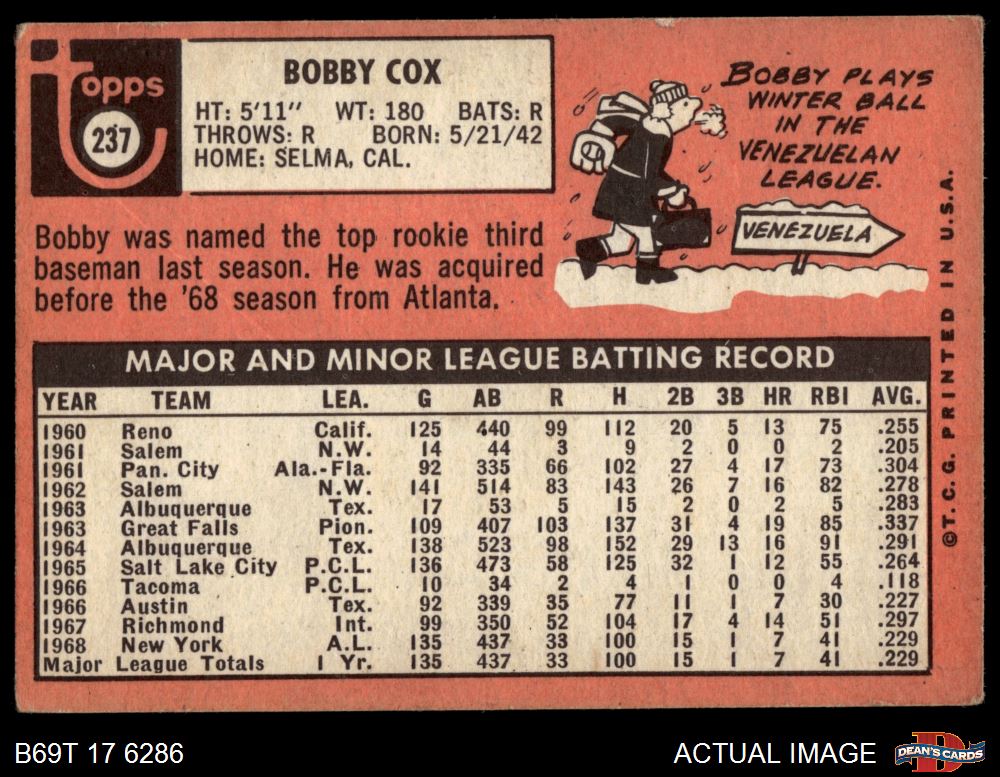 topps
237
BOBBY COX
HT: 5'11" WT: 180 BATS: R
THROWS: R BORN: 5/21/42
HOME: SELMA, CAL.
BOBBY PLAYS
WINTER BALL
IN THE
VENEZUELAN
LEAGUE.
VENEZUELA
Bobby was named the top rookie third
baseman last season. He was acquired
before the '68 season from Atlanta.
©T.C.G. PRINTED IN U.S.A.
MAJOR AND MINOR LEAGUE BATTING RECORD
YEAR TEAM LEA. G AB R H 2B 3B HR RBI AVG.
1960 Reno Calif. 125 440 99 112 20 5 13 75 .255
1961 Salem N.W. 14 44 3 9 2 0 0 2 .205
1961 Pan. City Ala.-Fla. 92 335 66 102 27 4 17 73 .304
1962 Salem N.W. 141 514 83 143 26 7 16 82 .278
1963 Albuquerque Tex. 17 53 5 15 2 0 2 5 .283
1963 Great Falls Pion. 109 407 103 137 31 4 19 85 .337
1964 Albuquerque Tex. 138 523 98 152 29 13 16 91 .291
1965 Salt Lake City P.C.L. 136 473 58 125 32 1 12 55 .264
1966 Tacoma P.C.L. 10 34 2 4 1 0 0 4 .118
1966 Austin Tex. 92 339 35 77 11 1 7 30 .227
1967 Richmond Int. 99 350 52 104 17 4 14 51 .297
1968 New York A.L. 135 437 33 100 15 1 7 41 .229
Major League Totals 1 Yr. 135 437 33 100 15 1 7 41 .229
B69T 17 6286
ACTUAL IMAGE
DEAN'S CARDS